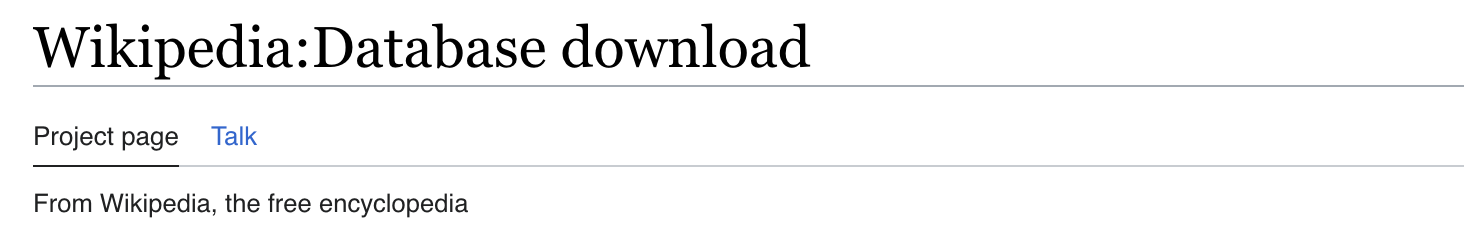 Wikipedia:Database download
Project page Talk
From Wikipedia, the free encyclopedia